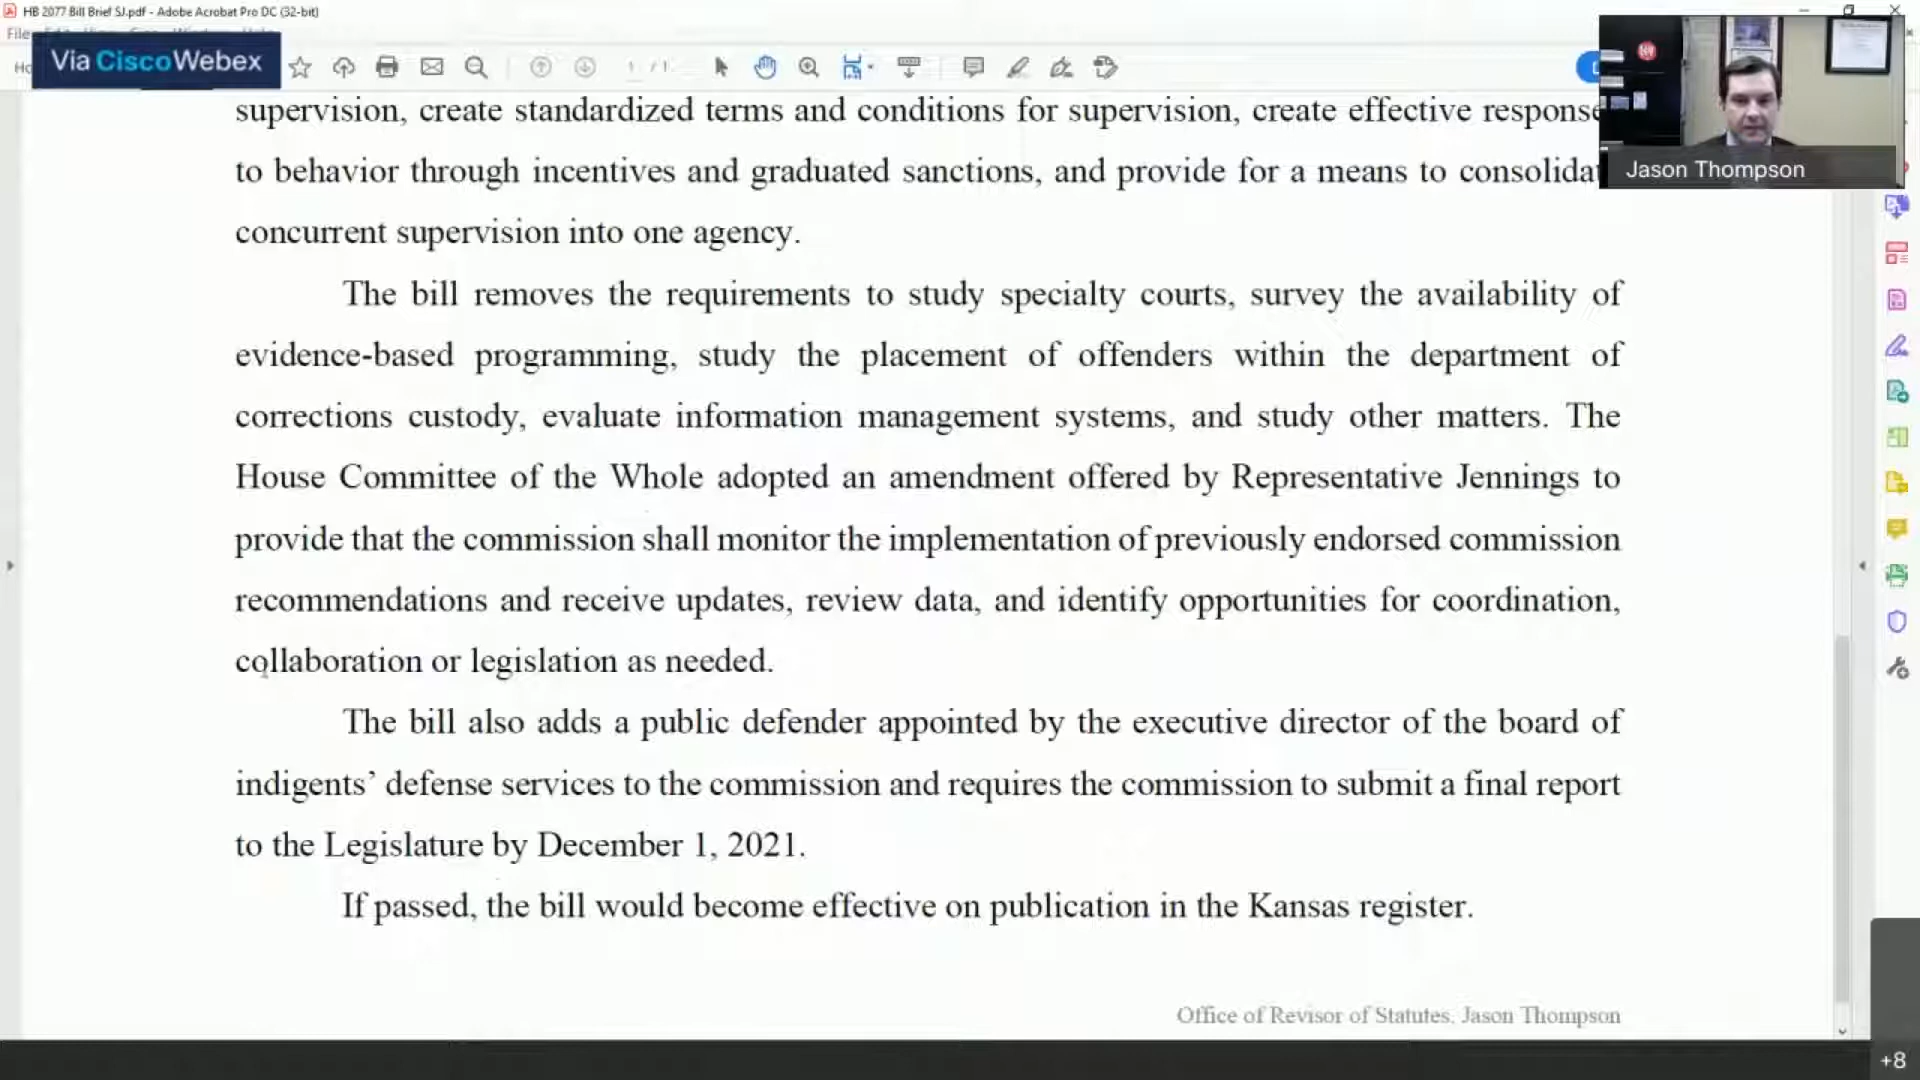 HB 2077 Bill Brief SJ.pdf - Adobe Acrobat Pro DC (32-bit)
Via CiscoWebex
1 / 1
Jason Thompson
supervision, create standardized terms and conditions for supervision, create effective response
to behavior through incentives and graduated sanctions, and provide for a means to consolidat
concurrent supervision into one agency.
The bill removes the requirements to study specialty courts, survey the availability of
evidence-based programming, study the placement of offenders within the department of
corrections custody, evaluate information management systems, and study other matters. The
House Committee of the Whole adopted an amendment offered by Representative Jennings to
provide that the commission shall monitor the implementation of previously endorsed commission
recommendations and receive updates, review data, and identify opportunities for coordination,
collaboration or legislation as needed.
The bill also adds a public defender appointed by the executive director of the board of
indigents’ defense services to the commission and requires the commission to submit a final report
to the Legislature by December 1, 2021.
If passed, the bill would become effective on publication in the Kansas register.
Office of Revisor of Statutes, Jason Thompson
+8